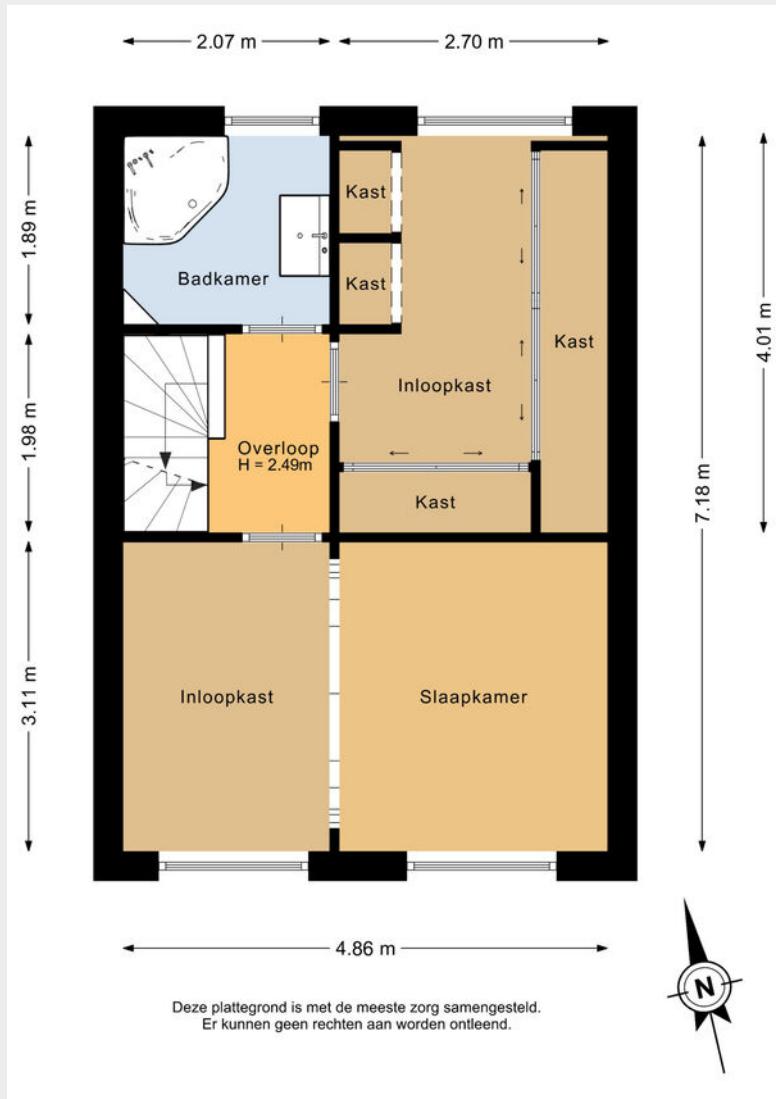 2.07 m
2.70 m
1.89 m
Kast
Kast
Badkamer
4.01 m
Kast
Inloopkast
1.98 m
Overloop
H = 2.49m
Kast
7.18 m
3.11 m
Inloopkast
Slaapkamer
4.86 m
N
Deze plattegrond is met de meeste zorg samengesteld.
Er kunnen geen rechten aan worden ontleend.